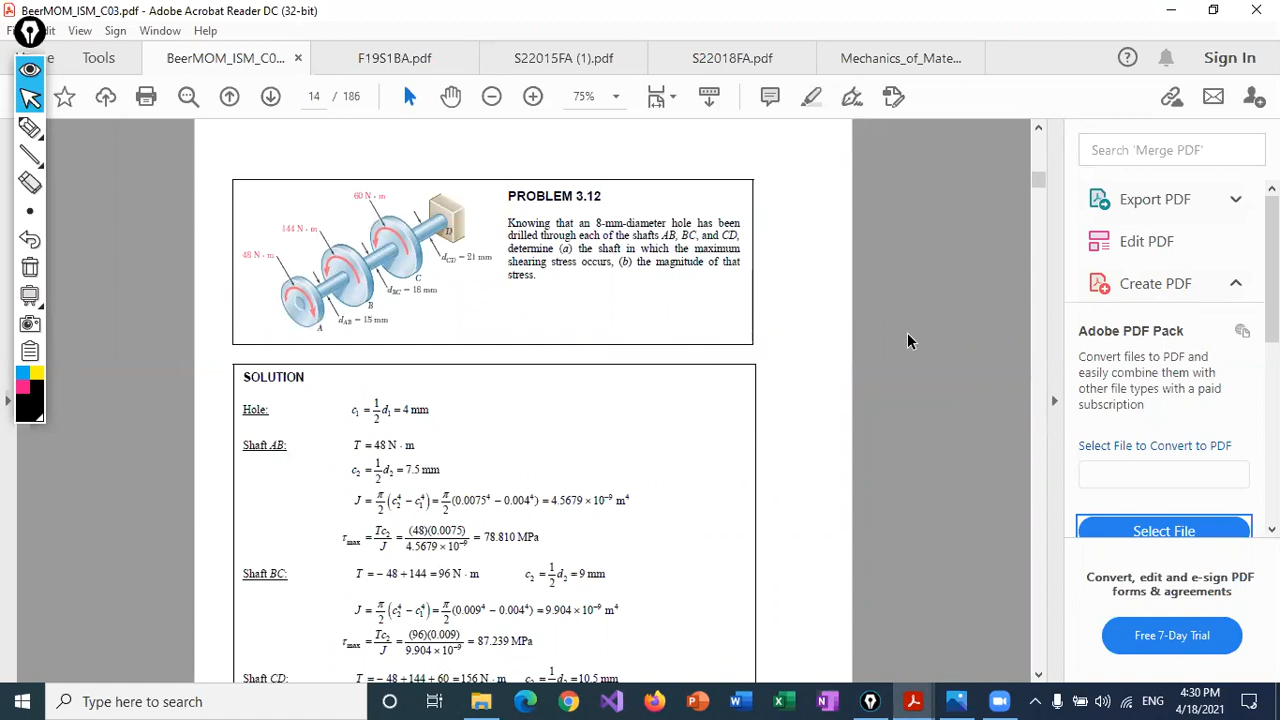 BeerMOM_ISM_C03.pdf - Adobe Acrobat Reader DC (32-bit)
View Sign Window Help
Tools BeerMOM_ISM_C0... × F19S1BA.pdf S22015FA (1).pdf S22018FA.pdf Mechanics_of_Mate... Sign In
14 / 186 75%
Search 'Merge PDF'
Export PDF
Edit PDF
Create PDF
Adobe PDF Pack
Convert files to PDF and
easily combine them with
other file types with a paid
subscription
Select File to Convert to PDF
Select File
Convert, edit and e-sign PDF
forms & agreements
Free 7-Day Trial
60 N · m
144 N · m
48 N · m
D
dCD = 21 mm
C
dBC = 18 mm
B
dAB = 15 mm
A
PROBLEM 3.12
Knowing that an 8-mm-diameter hole has been
drilled through each of the shafts AB, BC, and CD,
determine (a) the shaft in which the maximum
shearing stress occurs, (b) the magnitude of that
stress.
SOLUTION
Hole: c₁ = 1/2 d₁ = 4 mm
Shaft AB: T = 48 N · m
c₂ = 1/2 d₂ = 7.5 mm
J = π/2 (c₂⁴ − c₁⁴) = π/2 (0.0075⁴ − 0.004⁴) = 4.5679 × 10⁻⁹ m⁴
τmax = Tc₂/J = (48)(0.0075)/4.5679 × 10⁻⁹ = 78.810 MPa
Shaft BC: T = − 48 + 144 = 96 N · m c₂ = 1/2 d₂ = 9 mm
J = π/2 (c₂⁴ − c₁⁴) = π/2 (0.009⁴ − 0.004⁴) = 9.904 × 10⁻⁹ m⁴
τmax = Tc₂/J = (96)(0.009)/9.904 × 10⁻⁹ = 87.239 MPa
Shaft CD: T = − 48 + 144 + 60 = 156 N · m c₂ = 1/2 d₂ = 10.5 mm
Type here to search
ENG
4:30 PM
4/18/2021